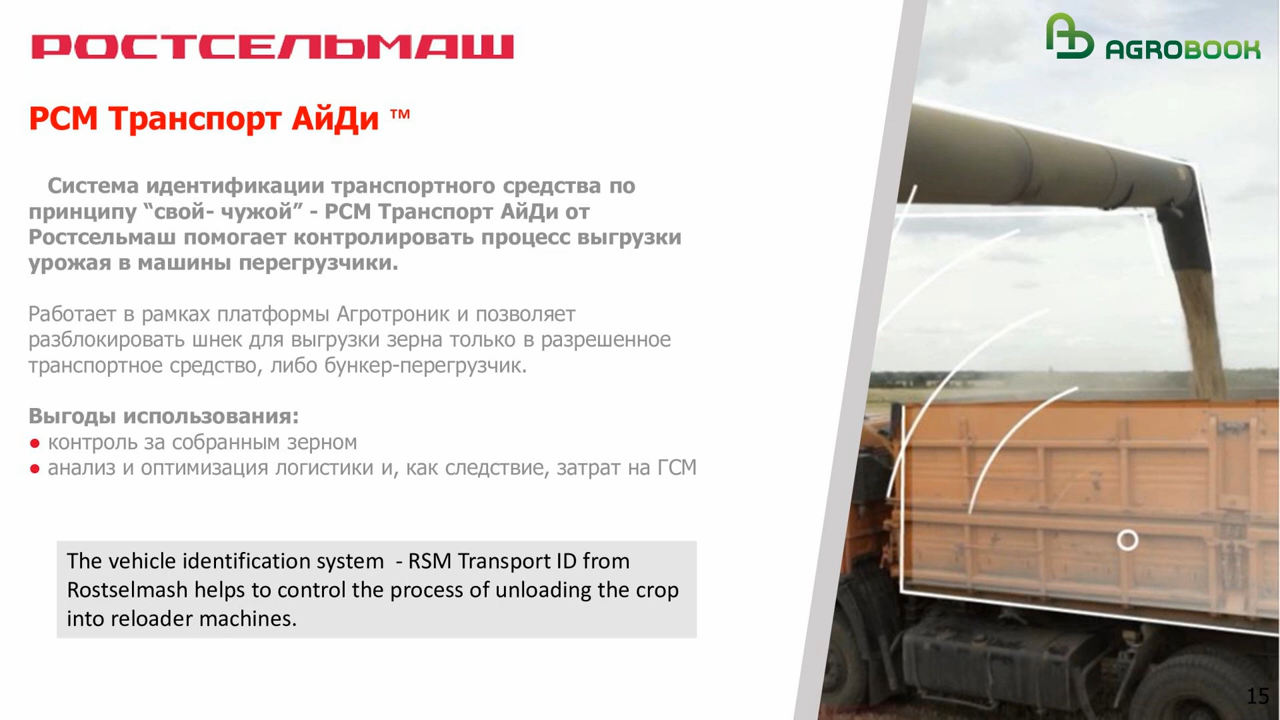 РОСТСЕЛЬМАШ
AGROBOOK
РСМ Транспорт АйДи ™
Система идентификации транспортного средства по
принципу “свой- чужой” - РСМ Транспорт АйДи от
Ростсельмаш помогает контролировать процесс выгрузки
урожая в машины перегрузчики.
Работает в рамках платформы Агротроник и позволяет
разблокировать шнек для выгрузки зерна только в разрешенное
транспортное средство, либо бункер-перегрузчик.
Выгоды использования:
● контроль за собранным зерном
● анализ и оптимизация логистики и, как следствие, затрат на ГСМ
The vehicle identification system - RSM Transport ID from
Rostselmash helps to control the process of unloading the crop
into reloader machines.
15